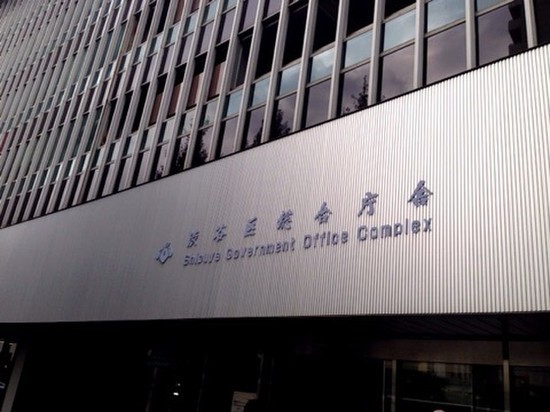 渋谷区総合庁舎
Shibuya Government Office Complex